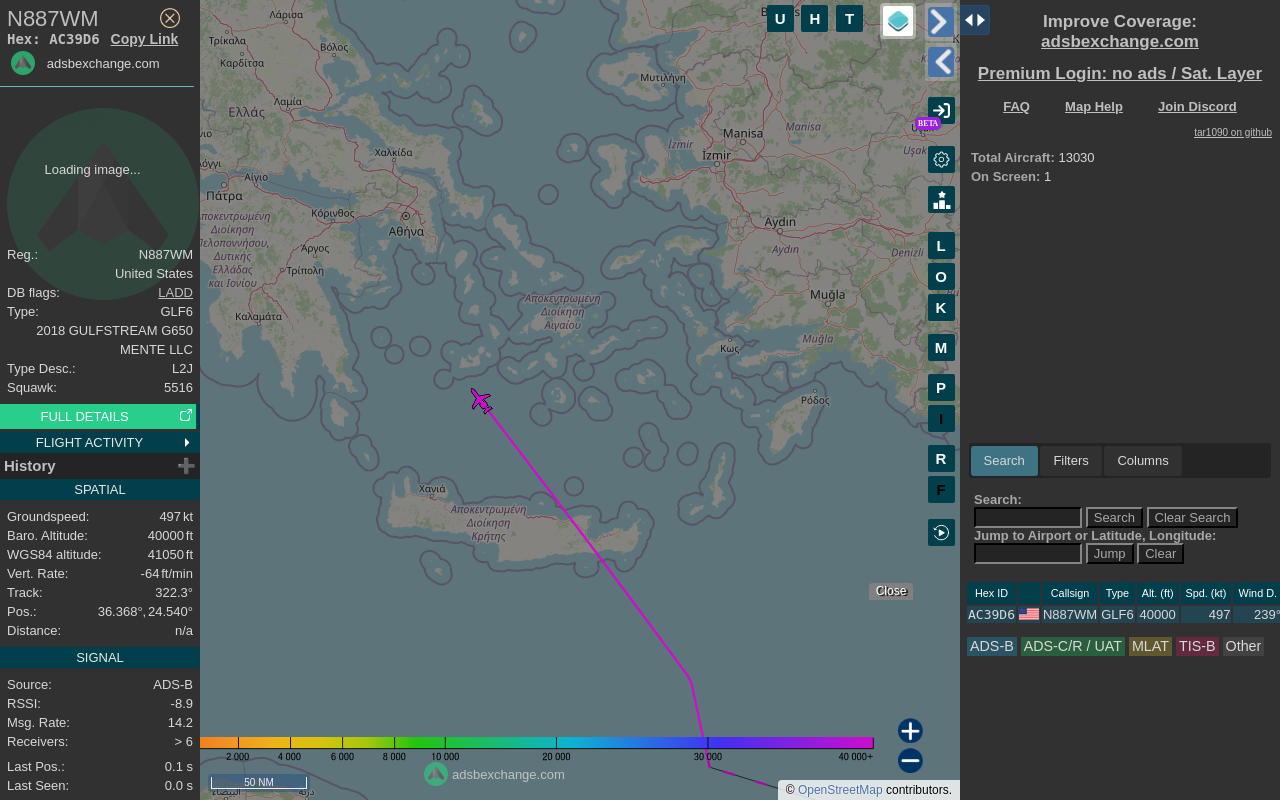 N887WM
Hex: AC39D6 Copy Link
adsbexchange.com
Loading image...
Reg.: N887WM
United States
DB flags: LADD
Type: GLF6
2018 GULFSTREAM G650
MENTE LLC
Type Desc.: L2J
Squawk: 5516
FULL DETAILS
FLIGHT ACTIVITY
History
SPATIAL
Groundspeed: 497 kt
Baro. Altitude: 40000 ft
WGS84 altitude: 41050 ft
Vert. Rate: -64 ft/min
Track: 322.3°
Pos.: 36.368°, 24.540°
Distance: n/a
SIGNAL
Source: ADS-B
RSSI: -8.9
Msg. Rate: 14.2
Receivers: > 6
Last Pos.: 0.1 s
Last Seen: 0.0 s
Λάρισα
Τρίκαλα
Καρδίτσα
Βόλος
Λαμία
Ελλάς
Χαλκίδα
Αίγιο
Πάτρα
Κόρινθος
Αθήνα
Αποκεντρωμένη
Διοίκηση
Πελοποννήσου,
Δυτικής
Ελλάδας
και Ιονίου
Άργος
Τρίπολη
Καλαμάτα
Μυτιλήνη
Manisa
Manisa
İzmir
İzmir
Uşak
Aydın
Aydın
Denizli
Muğla
Muğla
Αποκεντρωμένη
Διοίκηση
Αιγαίου
Κως
Ρόδος
Χανιά
Αποκεντρωμένη
Διοίκηση
Κρήτης
درنة
البيضاء
U H T
BETA
L
O
K
M
P
I
R
F
Close
2 000 4 000 6 000 8 000 10 000 20 000 30 000 40 000+
50 NM
adsbexchange.com
© OpenStreetMap contributors.
Improve Coverage:
adsbexchange.com
Premium Login: no ads / Sat. Layer
FAQ Map Help Join Discord
tar1090 on github
Total Aircraft: 13030
On Screen: 1
Search Filters Columns
Search:
Search Clear Search
Jump to Airport or Latitude, Longitude:
Jump Clear
Hex ID Callsign Type Alt. (ft) Spd. (kt) Wind D.
AC39D6 N887WM GLF6 40000 497 239°
ADS-B ADS-C/R / UAT MLAT TIS-B Other